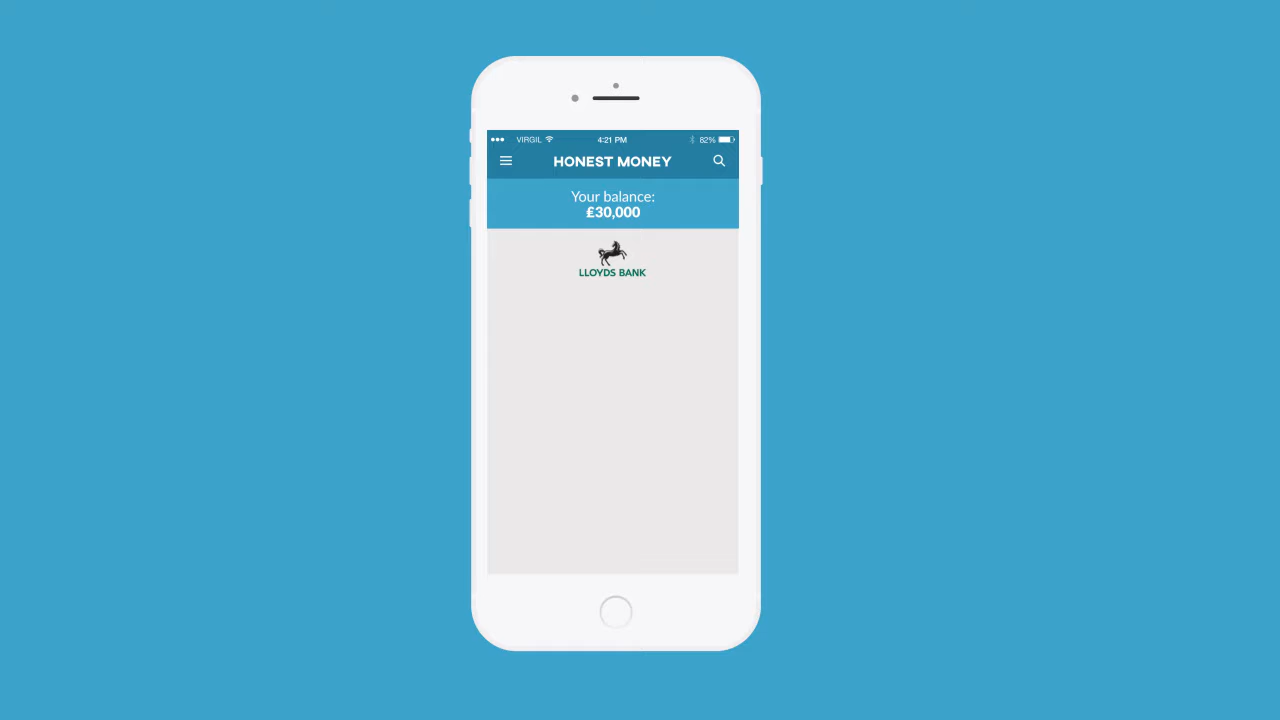 VIRGIL 4:21 PM 82%
HONEST MONEY
Your balance:
£30,000
LLOYDS BANK